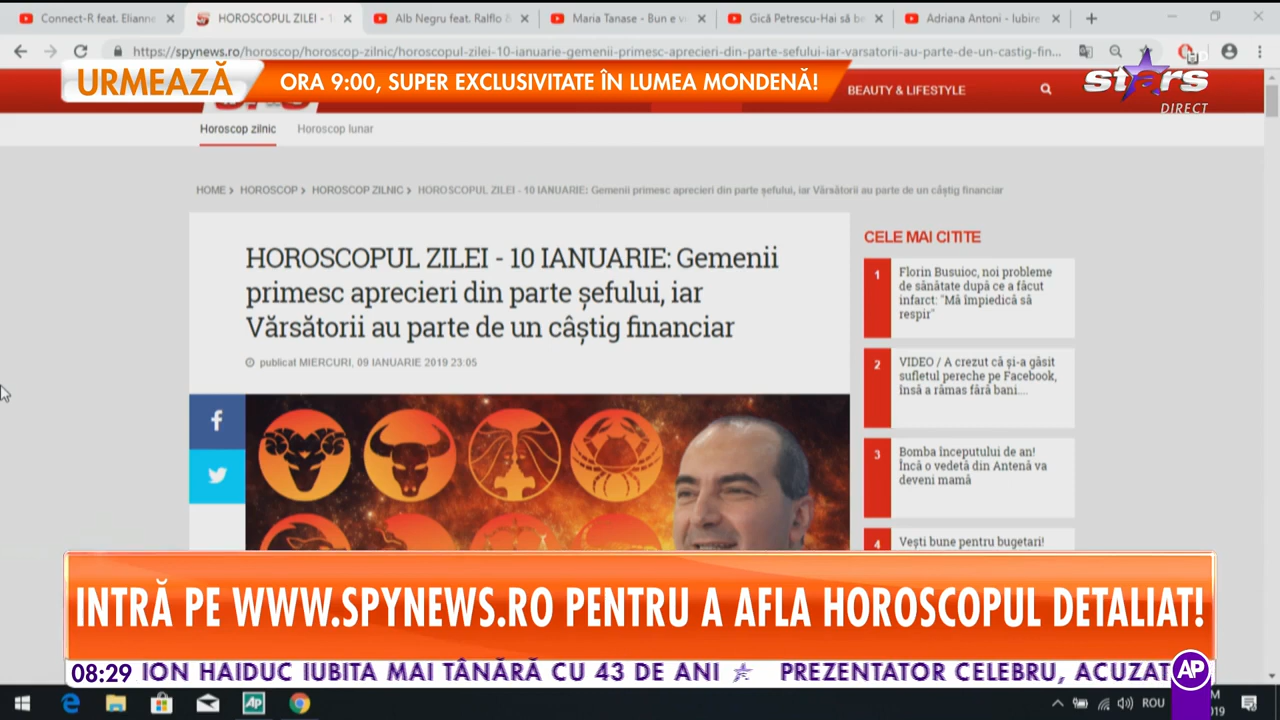 Connect-R feat. Elianne
HOROSCOPUL ZILEI - 1
Alb Negru feat. Ralflo &
Maria Tanase - Bun e vi
Gică Petrescu-Hai să be
Adriana Antoni - Iubire
https://spynews.ro/horoscop/horoscop-zilnic/horoscopul-zilei-10-ianuarie-gemenii-primesc-aprecieri-din-parte-sefului-iar-varsatorii-au-parte-de-un-castig-fin...
URMEAZĂ
ORA 9:00, SUPER EXCLUSIVITATE ÎN LUMEA MONDENĂ!
BEAUTY & LIFESTYLE
stars
DIRECT
Horoscop zilnic Horoscop lunar
HOME > HOROSCOP > HOROSCOP ZILNIC > HOROSCOPUL ZILEI - 10 IANUARIE: Gemenii primesc aprecieri din parte șefului, iar Vărsătorii au parte de un câștig financiar
HOROSCOPUL ZILEI - 10 IANUARIE: Gemenii
primesc aprecieri din parte șefului, iar
Vărsătorii au parte de un câștig financiar
publicat MIERCURI, 09 IANUARIE 2019 23:05
CELE MAI CITITE
1
Florin Busuioc, noi probleme
de sănătate după ce a făcut
infarct: "Mă împiedică să
respir"
2
VIDEO / A crezut că și-a găsit
sufletul pereche pe Facebook,
însă a rămas fără bani....
3
Bomba începutului de an!
Încă o vedetă din Antenă va
deveni mamă
4
Vești bune pentru bugetari!
INTRĂ PE WWW.SPYNEWS.RO PENTRU A AFLA HOROSCOPUL DETALIAT!
08:29 ION HAIDUC IUBITA MAI TÂNĂRĂ CU 43 DE ANI PREZENTATOR CELEBRU, ACUZAT
AP
AP
ROU
M
019